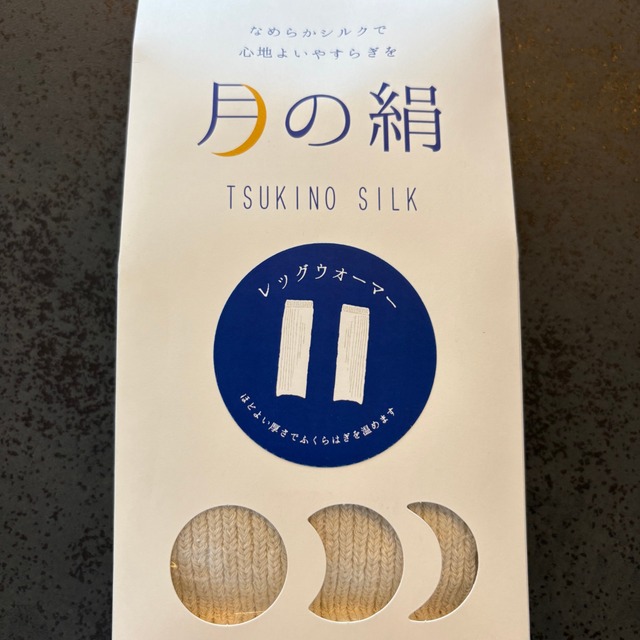 なめらかシルクで
心地よいやすらぎを
月の絹
TSUKINO SILK
レッグウオーマー
ほどよい厚さでふくらはぎを温めます